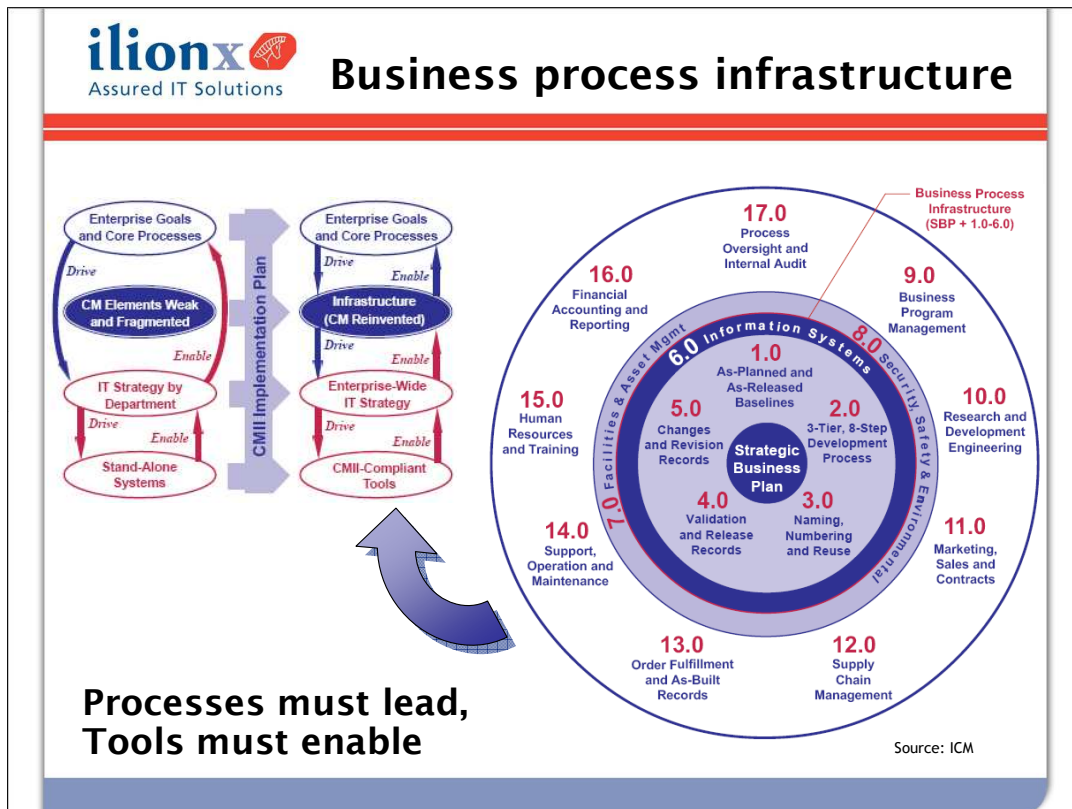 ilionx
Assured IT Solutions
Business process infrastructure
Enterprise Goals
and Core Processes
Drive
CM Elements Weak
and Fragmented
Enable
IT Strategy by
Department
Drive
Enable
Stand-Alone
Systems
CMII Implementation Plan
Enterprise Goals
and Core Processes
Drive
Enable
Infrastructure
(CM Reinvented)
Drive
Enable
Enterprise-Wide
IT Strategy
Drive
Enable
CMII-Compliant
Tools
Business Process
Infrastructure
(SBP + 1.0-6.0)
17.0
Process
Oversight and
Internal Audit
16.0
Financial
Accounting and
Reporting
9.0
Business
Program
Management
15.0
Human
Resources
and Training
10.0
Research and
Development
Engineering
14.0
Support,
Operation and
Maintenance
11.0
Marketing,
Sales and
Contracts
13.0
Order Fulfillment
and As-Built
Records
12.0
Supply
Chain
Management
7.0 Facilities & Asset Mgmt
8.0 Security, Safety & Environmental
6.0 Information Systems
1.0
As-Planned and
As-Released
Baselines
5.0
Changes
and Revision
Records
2.0
3-Tier, 8-Step
Development
Process
Strategic
Business
Plan
4.0
Validation
and Release
Records
3.0
Naming,
Numbering
and Reuse
Processes must lead,
Tools must enable
Source: ICM